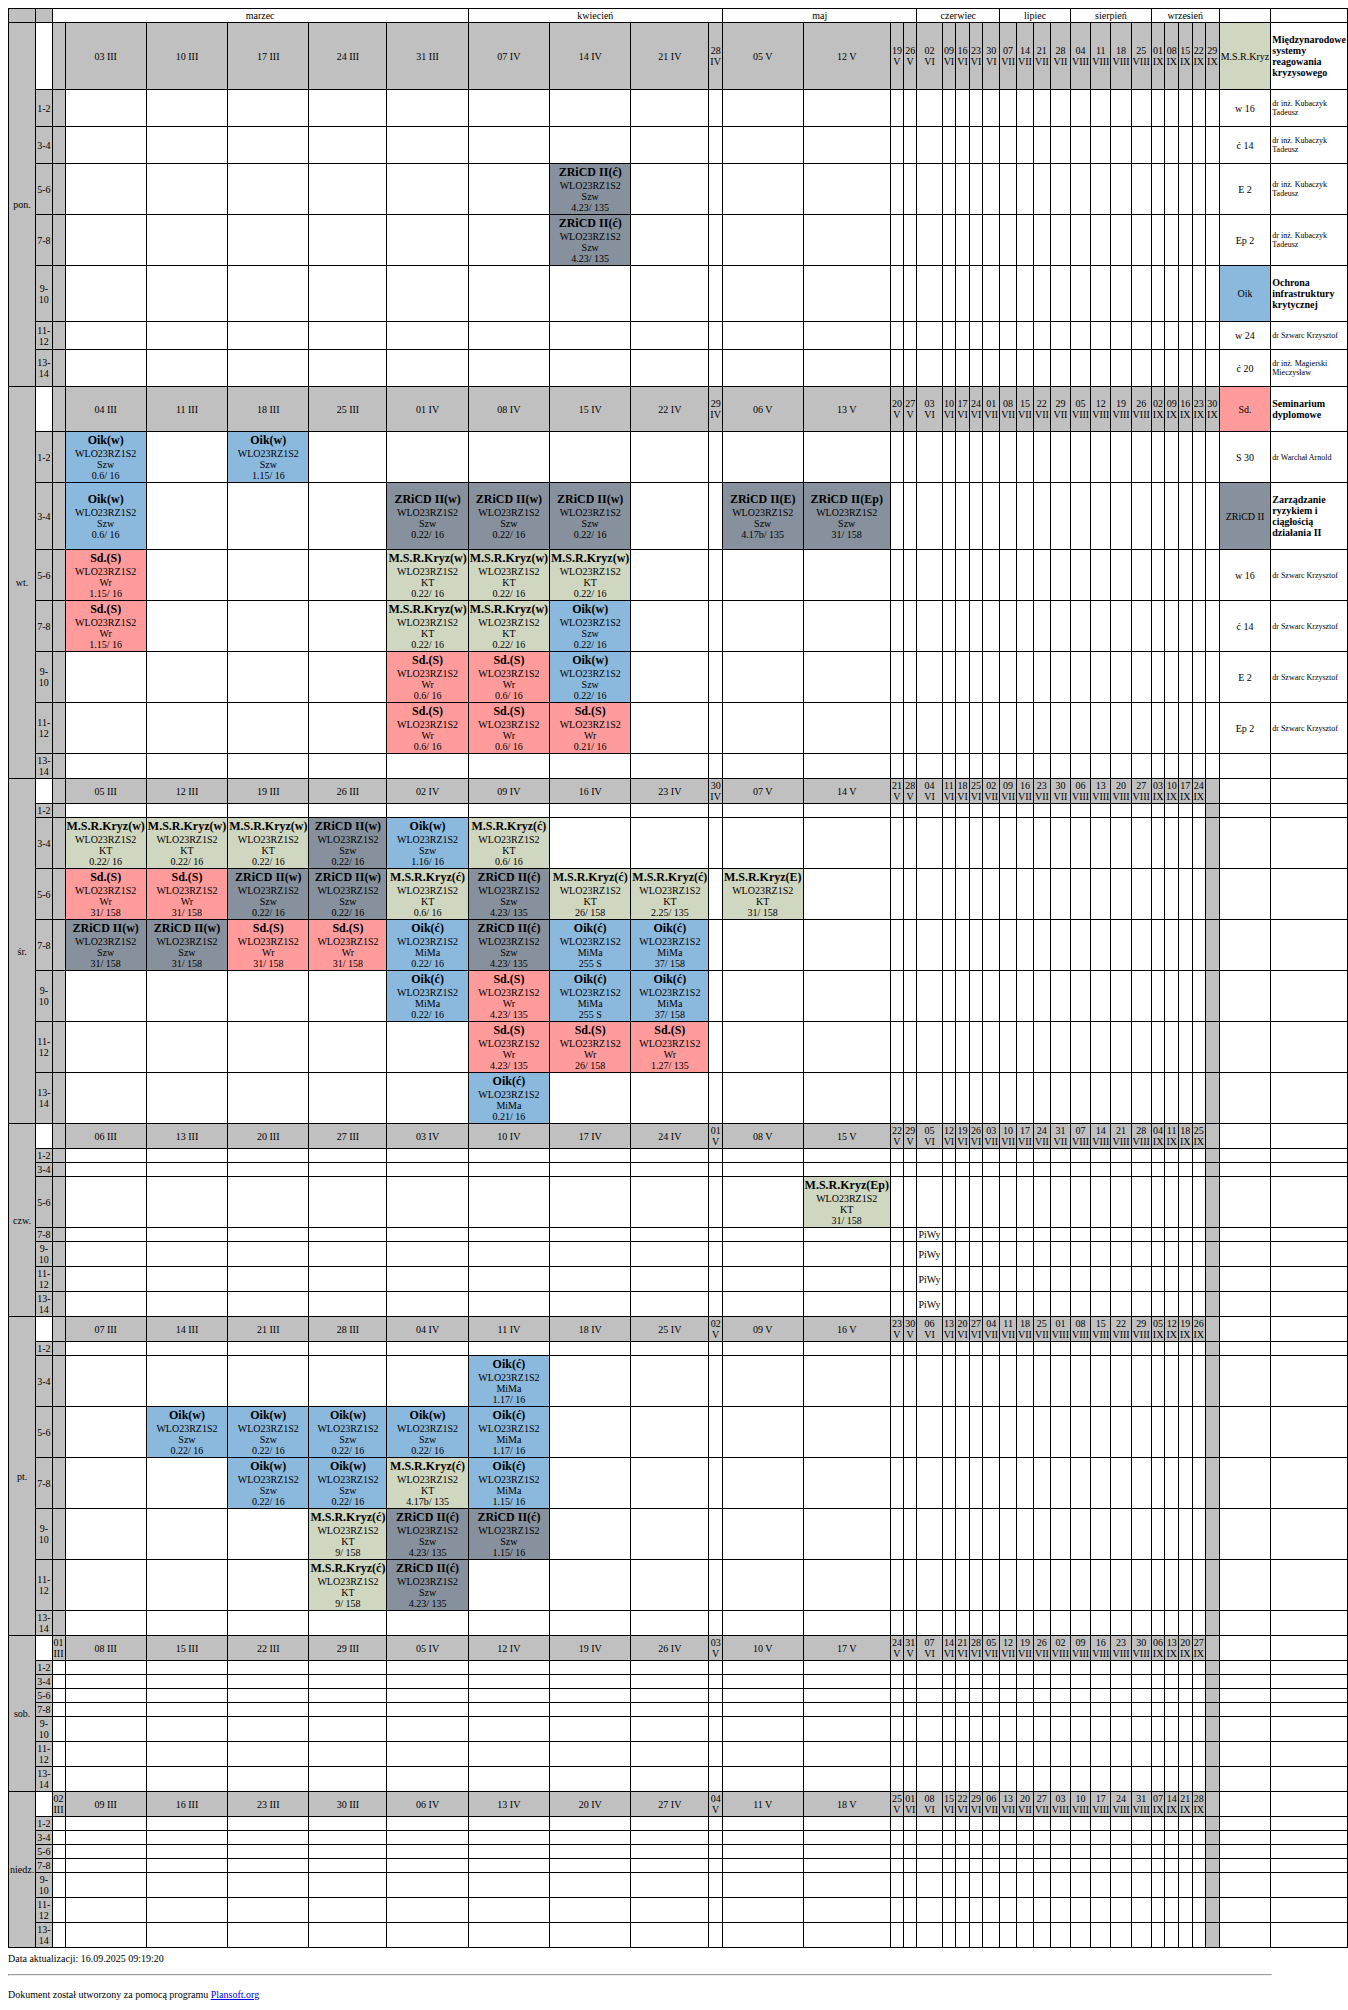 marzec kwiecień maj czerwiec lipiec sierpień wrzesień
pon. 03 III 10 III 17 III 24 III 31 III 07 IV 14 IV 21 IV 28 IV 05 V 12 V 19 V 26 V 02 VI 09 VI 16 VI 23 VI 30 VI 07 VII 14 VII 21 VII 28 VII 04 VIII 11 VIII 18 VIII 25 VIII 01 IX 08 IX 15 IX 22 IX 29 IX M.S.R.Kryz Międzynarodowe systemy reagowania kryzysowego
1-2 w 16 dr inż. Kubaczyk Tadeusz
3-4 ć 14 dr inż. Kubaczyk Tadeusz
5-6 ZRiCD II(ć) WLO23RZ1S2 Szw 4.23/ 135 E 2 dr inż. Kubaczyk Tadeusz
7-8 ZRiCD II(ć) WLO23RZ1S2 Szw 4.23/ 135 Ep 2 dr inż. Kubaczyk Tadeusz
9-10 Oik Ochrona infrastruktury krytycznej
11-12 w 24 dr Szwarc Krzysztof
13-14 ć 20 dr inż. Magierski Mieczysław
wt. 04 III 11 III 18 III 25 III 01 IV 08 IV 15 IV 22 IV 29 IV 06 V 13 V 20 V 27 V 03 VI 10 VI 17 VI 24 VI 01 VII 08 VII 15 VII 22 VII 29 VII 05 VIII 12 VIII 19 VIII 26 VIII 02 IX 09 IX 16 IX 23 IX 30 IX Sd. Seminarium dyplomowe
1-2 Oik(w) WLO23RZ1S2 Szw 0.6/ 16 Oik(w) WLO23RZ1S2 Szw 1.15/ 16 S 30 dr Warchał Arnold
3-4 Oik(w) WLO23RZ1S2 Szw 0.6/ 16 ZRiCD II(w) WLO23RZ1S2 Szw 0.22/ 16 ZRiCD II(w) WLO23RZ1S2 Szw 0.22/ 16 ZRiCD II(w) WLO23RZ1S2 Szw 0.22/ 16 ZRiCD II(E) WLO23RZ1S2 Szw 4.17b/ 135 ZRiCD II(Ep) WLO23RZ1S2 Szw 31/ 158 ZRiCD II Zarządzanie ryzykiem i ciągłością działania II
5-6 Sd.(S) WLO23RZ1S2 Wr 1.15/ 16 M.S.R.Kryz(w) WLO23RZ1S2 KT 0.22/ 16 M.S.R.Kryz(w) WLO23RZ1S2 KT 0.22/ 16 M.S.R.Kryz(w) WLO23RZ1S2 KT 0.22/ 16 w 16 dr Szwarc Krzysztof
7-8 Sd.(S) WLO23RZ1S2 Wr 1.15/ 16 M.S.R.Kryz(w) WLO23RZ1S2 KT 0.22/ 16 M.S.R.Kryz(w) WLO23RZ1S2 KT 0.22/ 16 Oik(w) WLO23RZ1S2 Szw 0.22/ 16 ć 14 dr Szwarc Krzysztof
9-10 Sd.(S) WLO23RZ1S2 Wr 0.6/ 16 Sd.(S) WLO23RZ1S2 Wr 0.6/ 16 Oik(w) WLO23RZ1S2 Szw 0.22/ 16 E 2 dr Szwarc Krzysztof
11-12 Sd.(S) WLO23RZ1S2 Wr 0.6/ 16 Sd.(S) WLO23RZ1S2 Wr 0.6/ 16 Sd.(S) WLO23RZ1S2 Wr 0.21/ 16 Ep 2 dr Szwarc Krzysztof
13-14
śr. 05 III 12 III 19 III 26 III 02 IV 09 IV 16 IV 23 IV 30 IV 07 V 14 V 21 V 28 V 04 VI 11 VI 18 VI 25 VI 02 VII 09 VII 16 VII 23 VII 30 VII 06 VIII 13 VIII 20 VIII 27 VIII 03 IX 10 IX 17 IX 24 IX
1-2
3-4 M.S.R.Kryz(w) WLO23RZ1S2 KT 0.22/ 16 M.S.R.Kryz(w) WLO23RZ1S2 KT 0.22/ 16 M.S.R.Kryz(w) WLO23RZ1S2 KT 0.22/ 16 ZRiCD II(w) WLO23RZ1S2 Szw 0.22/ 16 Oik(w) WLO23RZ1S2 Szw 1.16/ 16 M.S.R.Kryz(ć) WLO23RZ1S2 KT 0.6/ 16
5-6 Sd.(S) WLO23RZ1S2 Wr 31/ 158 Sd.(S) WLO23RZ1S2 Wr 31/ 158 ZRiCD II(w) WLO23RZ1S2 Szw 0.22/ 16 ZRiCD II(w) WLO23RZ1S2 Szw 0.22/ 16 M.S.R.Kryz(ć) WLO23RZ1S2 KT 0.6/ 16 ZRiCD II(ć) WLO23RZ1S2 Szw 4.23/ 135 M.S.R.Kryz(ć) WLO23RZ1S2 KT 26/ 158 M.S.R.Kryz(ć) WLO23RZ1S2 KT 2.25/ 135 M.S.R.Kryz(E) WLO23RZ1S2 KT 31/ 158
7-8 ZRiCD II(w) WLO23RZ1S2 Szw 31/ 158 ZRiCD II(w) WLO23RZ1S2 Szw 31/ 158 Sd.(S) WLO23RZ1S2 Wr 31/ 158 Sd.(S) WLO23RZ1S2 Wr 31/ 158 Oik(ć) WLO23RZ1S2 MiMa 0.22/ 16 ZRiCD II(ć) WLO23RZ1S2 Szw 4.23/ 135 Oik(ć) WLO23RZ1S2 MiMa 255 S Oik(ć) WLO23RZ1S2 MiMa 37/ 158
9-10 Oik(ć) WLO23RZ1S2 MiMa 0.22/ 16 Sd.(S) WLO23RZ1S2 Wr 4.23/ 135 Oik(ć) WLO23RZ1S2 MiMa 255 S Oik(ć) WLO23RZ1S2 MiMa 37/ 158
11-12 Sd.(S) WLO23RZ1S2 Wr 4.23/ 135 Sd.(S) WLO23RZ1S2 Wr 26/ 158 Sd.(S) WLO23RZ1S2 Wr 1.27/ 135
13-14 Oik(ć) WLO23RZ1S2 MiMa 0.21/ 16
czw. 06 III 13 III 20 III 27 III 03 IV 10 IV 17 IV 24 IV 01 V 08 V 15 V 22 V 29 V 05 VI 12 VI 19 VI 26 VI 03 VII 10 VII 17 VII 24 VII 31 VII 07 VIII 14 VIII 21 VIII 28 VIII 04 IX 11 IX 18 IX 25 IX
1-2
3-4
5-6 M.S.R.Kryz(Ep) WLO23RZ1S2 KT 31/ 158
7-8 PiWy
9-10 PiWy
11-12 PiWy
13-14 PiWy
pt. 07 III 14 III 21 III 28 III 04 IV 11 IV 18 IV 25 IV 02 V 09 V 16 V 23 V 30 V 06 VI 13 VI 20 VI 27 VI 04 VII 11 VII 18 VII 25 VII 01 VIII 08 VIII 15 VIII 22 VIII 29 VIII 05 IX 12 IX 19 IX 26 IX
1-2
3-4 Oik(ć) WLO23RZ1S2 MiMa 1.17/ 16
5-6 Oik(w) WLO23RZ1S2 Szw 0.22/ 16 Oik(w) WLO23RZ1S2 Szw 0.22/ 16 Oik(w) WLO23RZ1S2 Szw 0.22/ 16 Oik(w) WLO23RZ1S2 Szw 0.22/ 16 Oik(ć) WLO23RZ1S2 MiMa 1.17/ 16
7-8 Oik(w) WLO23RZ1S2 Szw 0.22/ 16 Oik(w) WLO23RZ1S2 Szw 0.22/ 16 M.S.R.Kryz(ć) WLO23RZ1S2 KT 4.17b/ 135 Oik(ć) WLO23RZ1S2 MiMa 1.15/ 16
9-10 M.S.R.Kryz(ć) WLO23RZ1S2 KT 9/ 158 ZRiCD II(ć) WLO23RZ1S2 Szw 4.23/ 135 ZRiCD II(ć) WLO23RZ1S2 Szw 1.15/ 16
11-12 M.S.R.Kryz(ć) WLO23RZ1S2 KT 9/ 158 ZRiCD II(ć) WLO23RZ1S2 Szw 4.23/ 135
13-14
sob. 01 III 08 III 15 III 22 III 29 III 05 IV 12 IV 19 IV 26 IV 03 V 10 V 17 V 24 V 31 V 07 VI 14 VI 21 VI 28 VI 05 VII 12 VII 19 VII 26 VII 02 VIII 09 VIII 16 VIII 23 VIII 30 VIII 06 IX 13 IX 20 IX 27 IX
1-2
3-4
5-6
7-8
9-10
11-12
13-14
niedz. 02 III 09 III 16 III 23 III 30 III 06 IV 13 IV 20 IV 27 IV 04 V 11 V 18 V 25 V 01 VI 08 VI 15 VI 22 VI 29 VI 06 VII 13 VII 20 VII 27 VII 03 VIII 10 VIII 17 VIII 24 VIII 31 VIII 07 IX 14 IX 21 IX 28 IX
1-2
3-4
5-6
7-8
9-10
11-12
13-14
Data aktualizacji: 16.09.2025 09:19:20
Dokument został utworzony za pomocą programu Plansoft.org